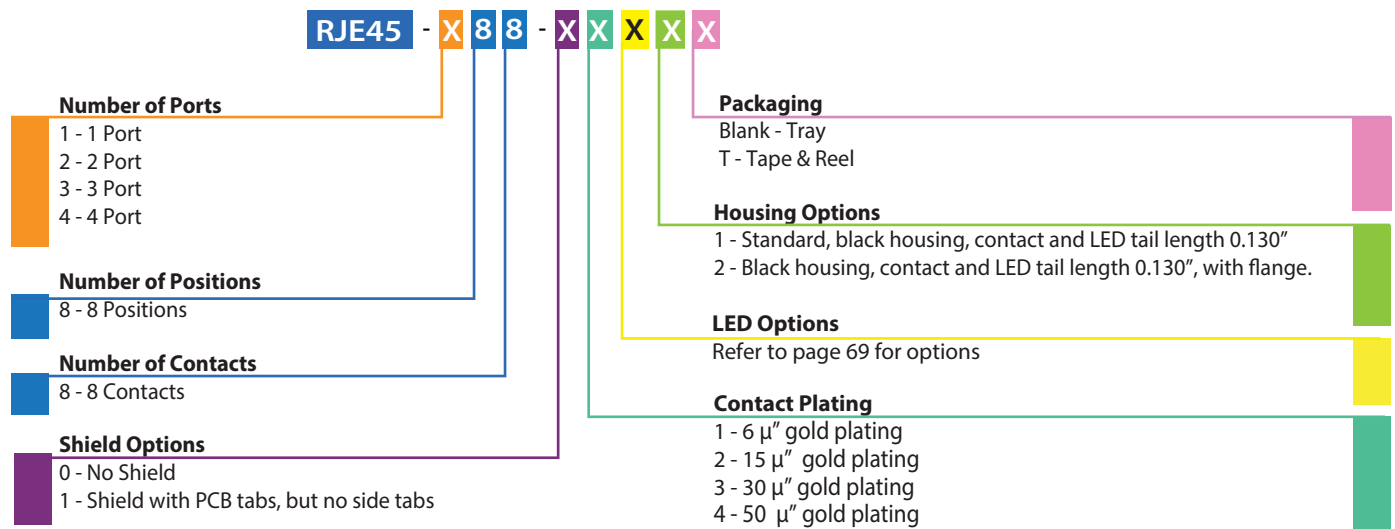 RJE45 - X 8 8 - X X X X X
Number of Ports
1 - 1 Port
2 - 2 Port
3 - 3 Port
4 - 4 Port
Number of Positions
8 - 8 Positions
Number of Contacts
8 - 8 Contacts
Shield Options
0 - No Shield
1 - Shield with PCB tabs, but no side tabs
Packaging
Blank - Tray
T - Tape & Reel
Housing Options
1 - Standard, black housing, contact and LED tail length 0.130”
2 - Black housing, contact and LED tail length 0.130”, with flange.
LED Options
Refer to page 69 for options
Contact Plating
1 - 6 µ” gold plating
2 - 15 µ” gold plating
3 - 30 µ” gold plating
4 - 50 µ” gold plating